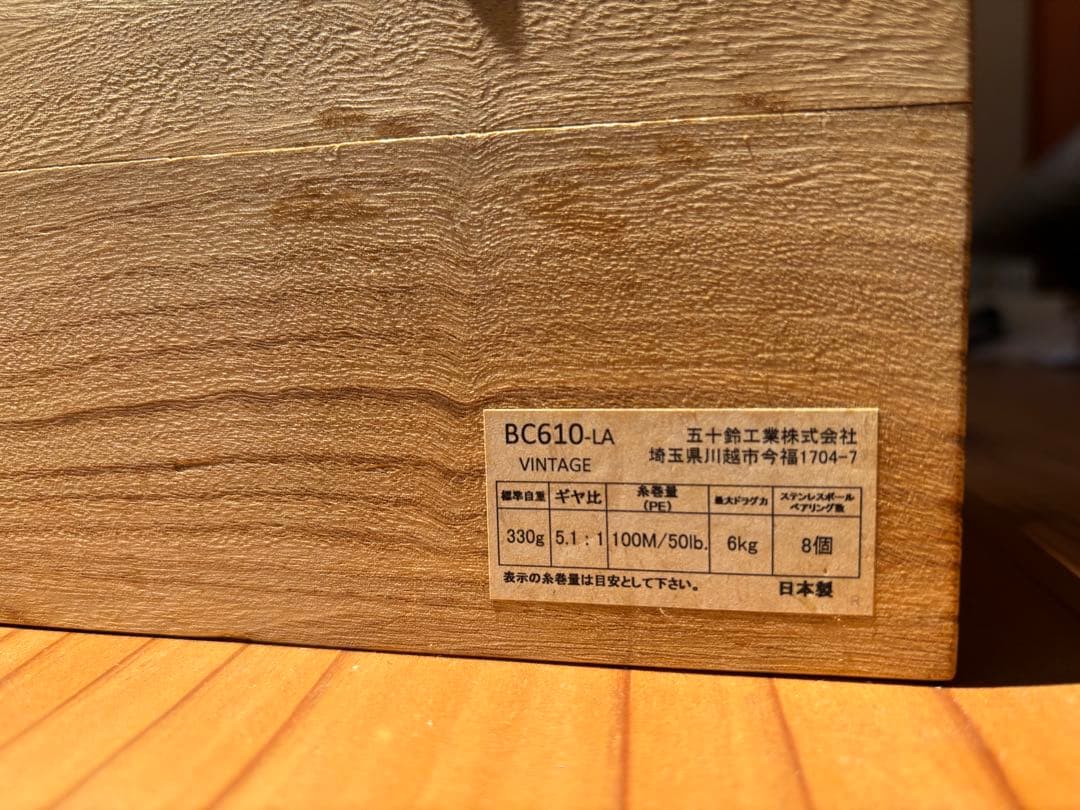 BC610-LA
VINTAGE
五十鈴工業株式会社
埼玉県川越市今福1704-7
標準自重 ギヤ比 糸巻量(PE) 最大ドラグ力 ステンレスボールベアリング数
330g 5.1：1 100M/50lb. 6kg 8個
表示の糸巻量は目安として下さい。
日本製
R